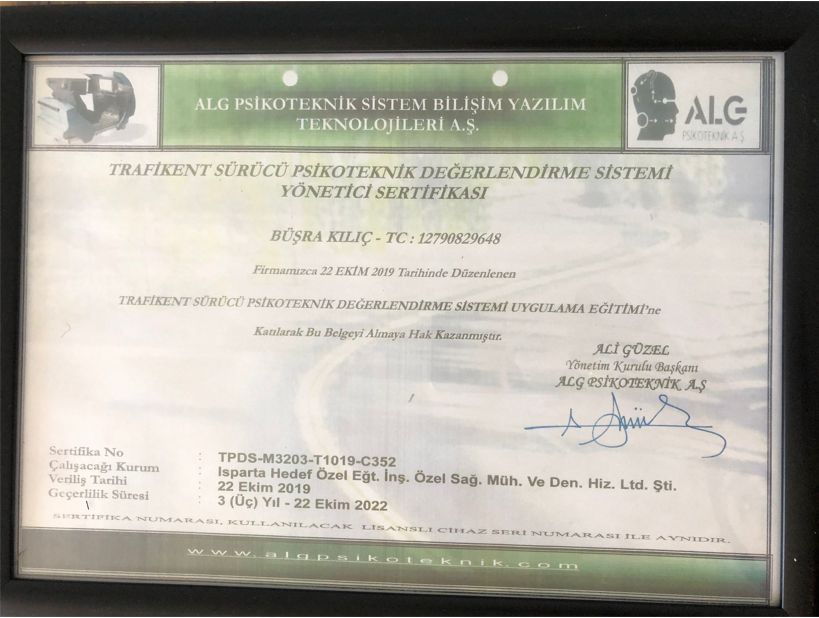 ALG PSİKOTEKNİK SİSTEM BİLİŞİM YAZILIM
TEKNOLOJİLERİ A.Ş.
ALG
PSİKOTEKNİK A.Ş.
TRAFİKENT SÜRÜCÜ PSİKOTEKNİK DEĞERLENDİRME SİSTEMİ
YÖNETİCİ SERTİFİKASI
BÜŞRA KILIÇ - TC : 12790829648
Firmamızca 22 EKİM 2019 Tarihinde Düzenlenen
TRAFİKENT SÜRÜCÜ PSİKOTEKNİK DEĞERLENDİRME SİSTEMİ UYGULAMA EĞİTİMİ'ne
Katılarak Bu Belgeyi Almaya Hak Kazanmıştır.
ALİ GÜZEL
Yönetim Kurulu Başkanı
ALG PSİKOTEKNİK A.Ş
Sertifika No : TPDS-M3203-T1019-C352
Çalışacağı Kurum : Isparta Hedef Özel Eğt. İnş. Özel Sağ. Müh. Ve Den. Hiz. Ltd. Şti.
Veriliş Tarihi : 22 Ekim 2019
Geçerlilik Süresi : 3 (Üç) Yıl - 22 Ekim 2022
SERTİFİKA NUMARASI, KULLANILACAK LİSANSLI CİHAZ SERİ NUMARASI İLE AYNIDIR.
www.algpsikoteknik.com